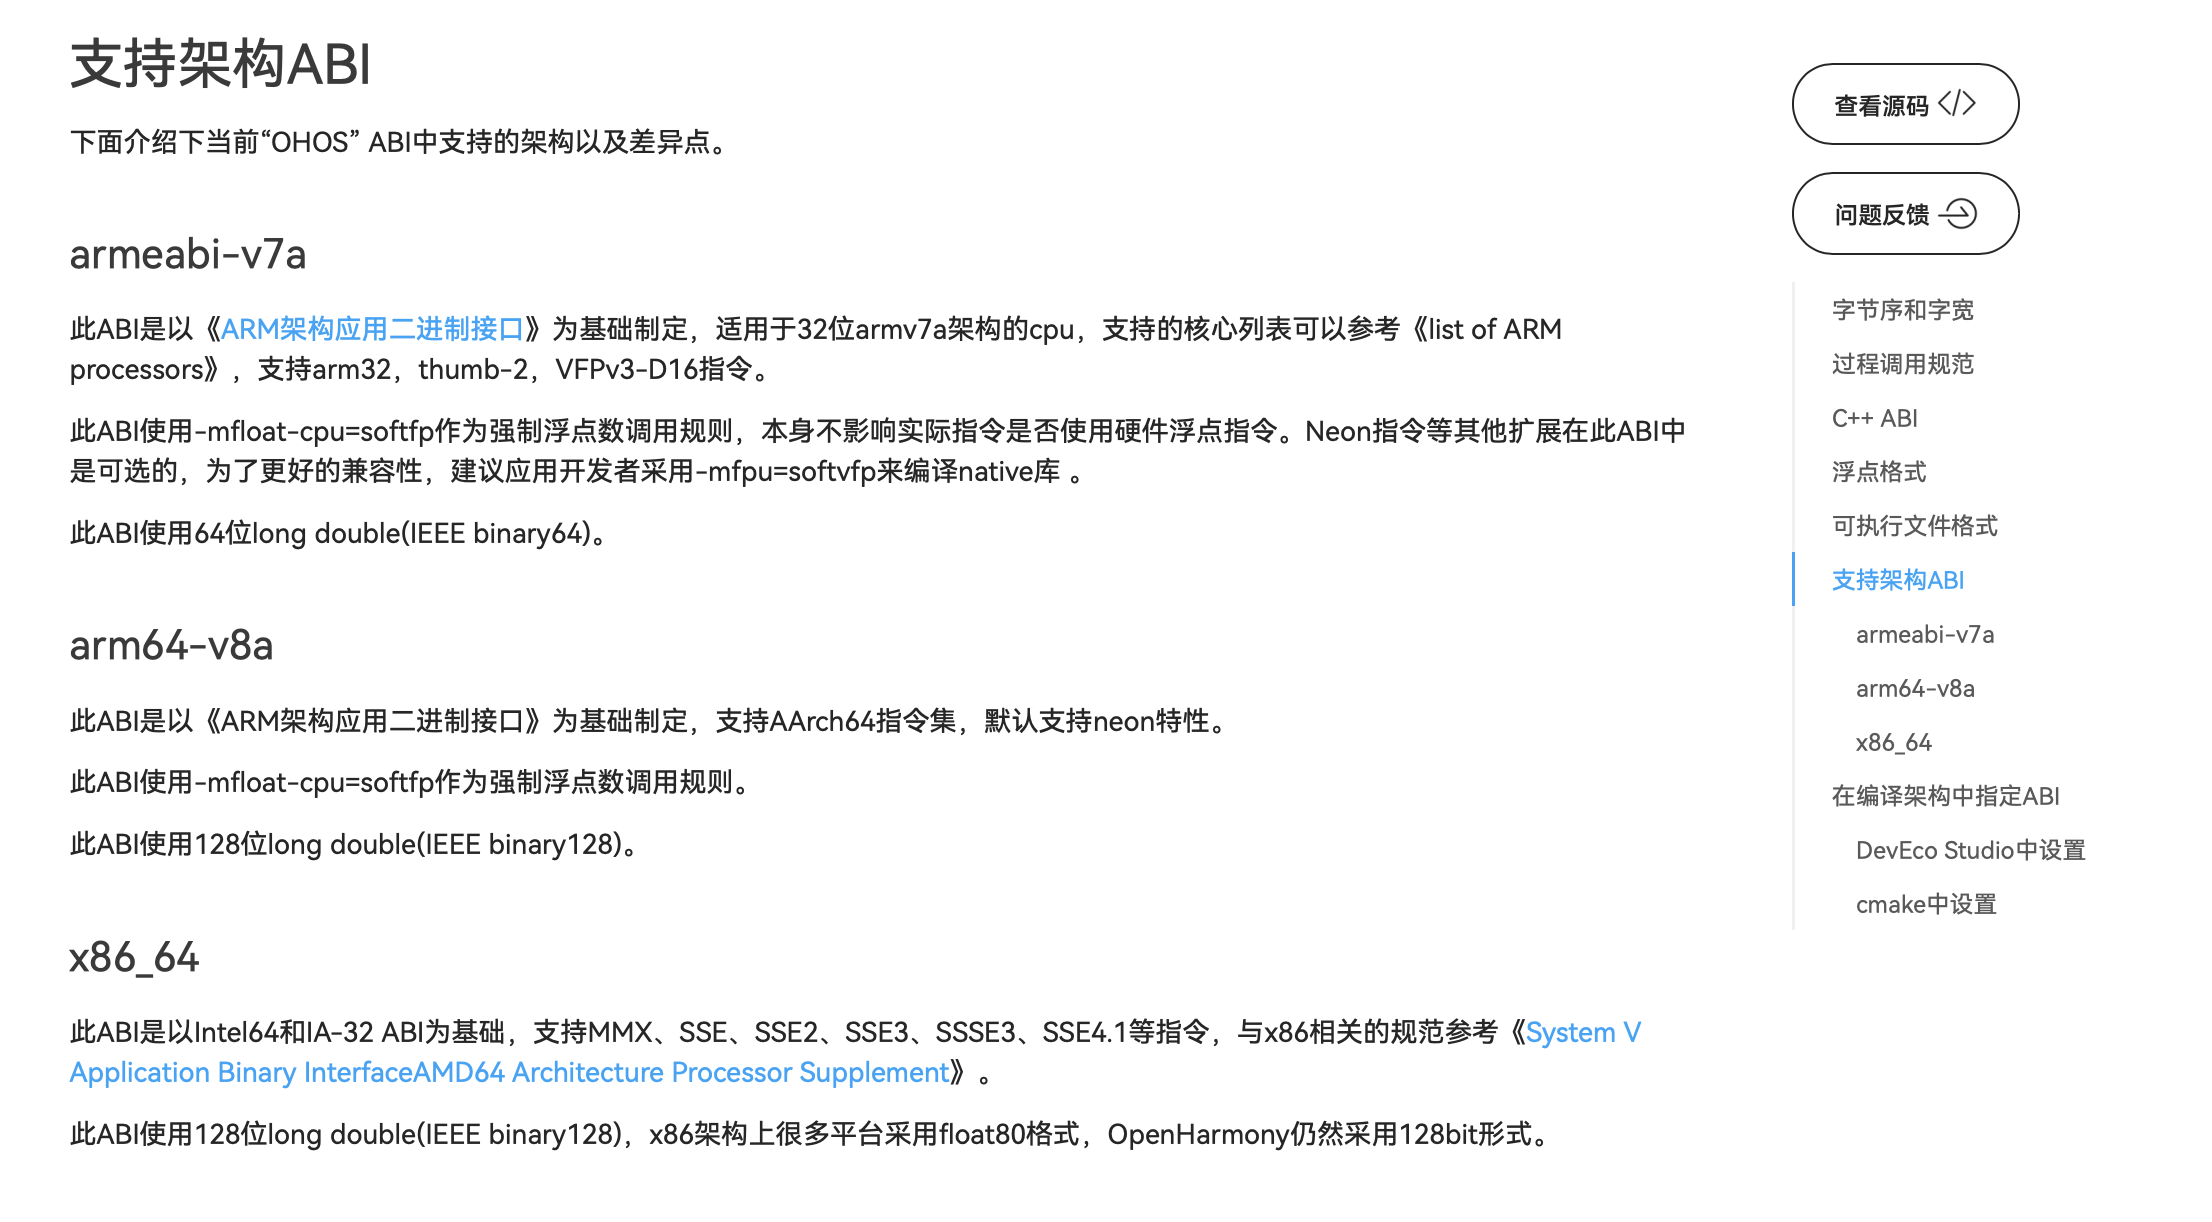 支持架构ABI
下面介绍下当前“OHOS” ABI中支持的架构以及差异点。
armeabi-v7a
此ABI是以《ARM架构应用二进制接口》为基础制定，适用于32位armv7a架构的cpu，支持的核心列表可以参考《list of ARM
processors》，支持arm32，thumb-2，VFPv3-D16指令。
此ABI使用-mfloat-cpu=softfp作为强制浮点数调用规则，本身不影响实际指令是否使用硬件浮点指令。Neon指令等其他扩展在此ABI中
是可选的，为了更好的兼容性，建议应用开发者采用-mfpu=softvfp来编译native库 。
此ABI使用64位long double(IEEE binary64)。
arm64-v8a
此ABI是以《ARM架构应用二进制接口》为基础制定，支持AArch64指令集，默认支持neon特性。
此ABI使用-mfloat-cpu=softfp作为强制浮点数调用规则。
此ABI使用128位long double(IEEE binary128)。
x86_64
此ABI是以Intel64和IA-32 ABI为基础，支持MMX、SSE、SSE2、SSE3、SSSE3、SSE4.1等指令，与x86相关的规范参考《System V
Application Binary InterfaceAMD64 Architecture Processor Supplement》。
此ABI使用128位long double(IEEE binary128)，x86架构上很多平台采用float80格式，OpenHarmony仍然采用128bit形式。
查看源码
问题反馈
字节序和字宽
过程调用规范
C++ ABI
浮点格式
可执行文件格式
支持架构ABI
armeabi-v7a
arm64-v8a
x86_64
在编译架构中指定ABI
DevEco Studio中设置
cmake中设置